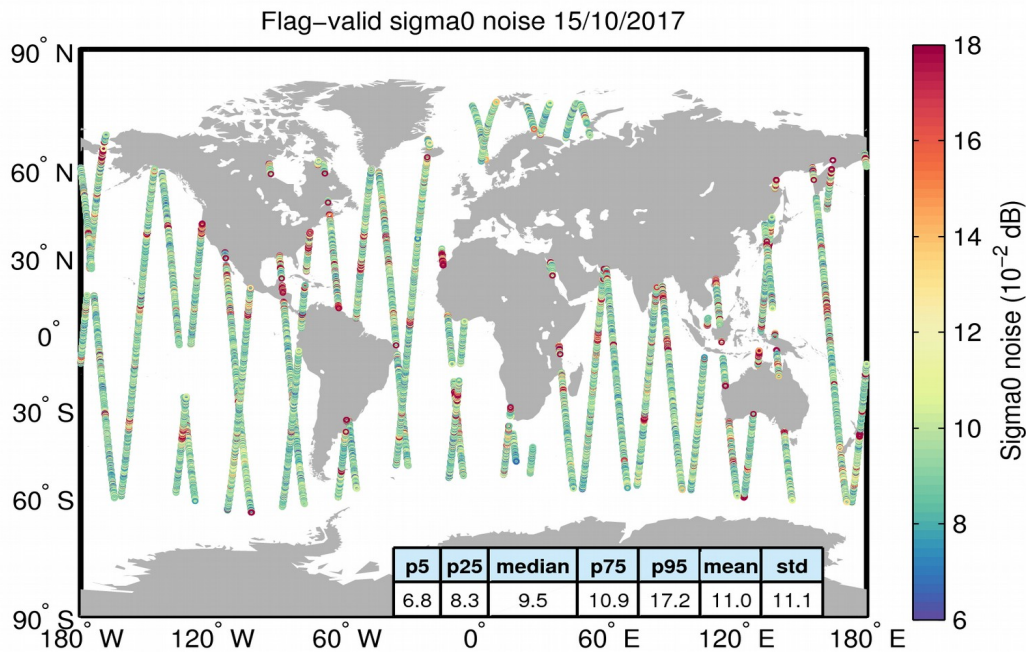 Flag−valid sigma0 noise 15/10/2017
90° N
60° N
30° N
0°
30° S
60° S
90° S
180° W
120° W
60° W
0°
60° E
120° E
180° E
p5 p25 median p75 p95 mean std
6.8 8.3 9.5 10.9 17.2 11.0 11.1
18
16
14
12
10
8
6
Sigma0 noise (10⁻² dB)